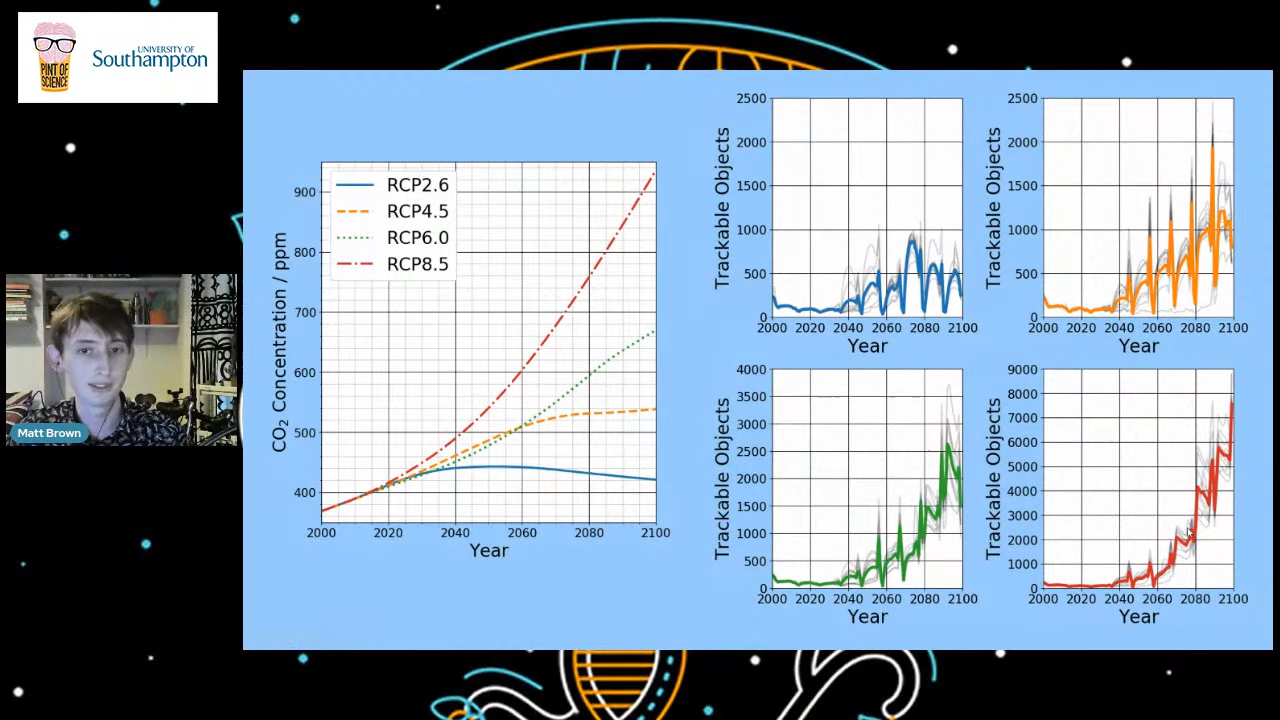 PINT OF
SCIENCE
UNIVERSITY OF
Southampton
Matt Brown
RCP2.6
RCP4.5
RCP6.0
RCP8.5
CO₂ Concentration / ppm
900
800
700
600
500
400
2000 2020 2040 2060 2080 2100
Year
Trackable Objects
2500
2000
1500
1000
500
0
2000 2020 2040 2060 2080 2100
Year
Trackable Objects
2500
2000
1500
1000
500
0
2000 2020 2040 2060 2080 2100
Year
Trackable Objects
4000
3500
3000
2500
2000
1500
1000
500
0
2000 2020 2040 2060 2080 2100
Year
Trackable Objects
9000
8000
7000
6000
5000
4000
3000
2000
1000
0
2000 2020 2040 2060 2080 2100
Year